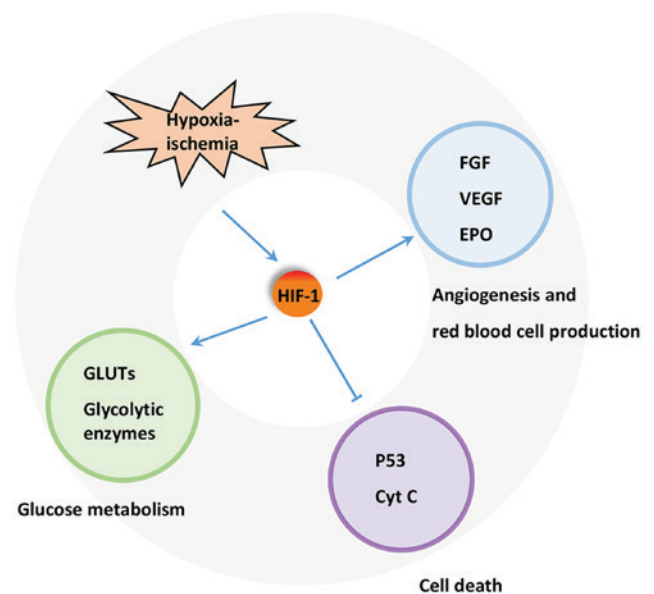 Hypoxia-
ischemia
FGF
VEGF
EPO
HIF-1
Angiogenesis and
red blood cell production
GLUTs
Glycolytic
enzymes
Glucose metabolism
P53
Cyt C
Cell death